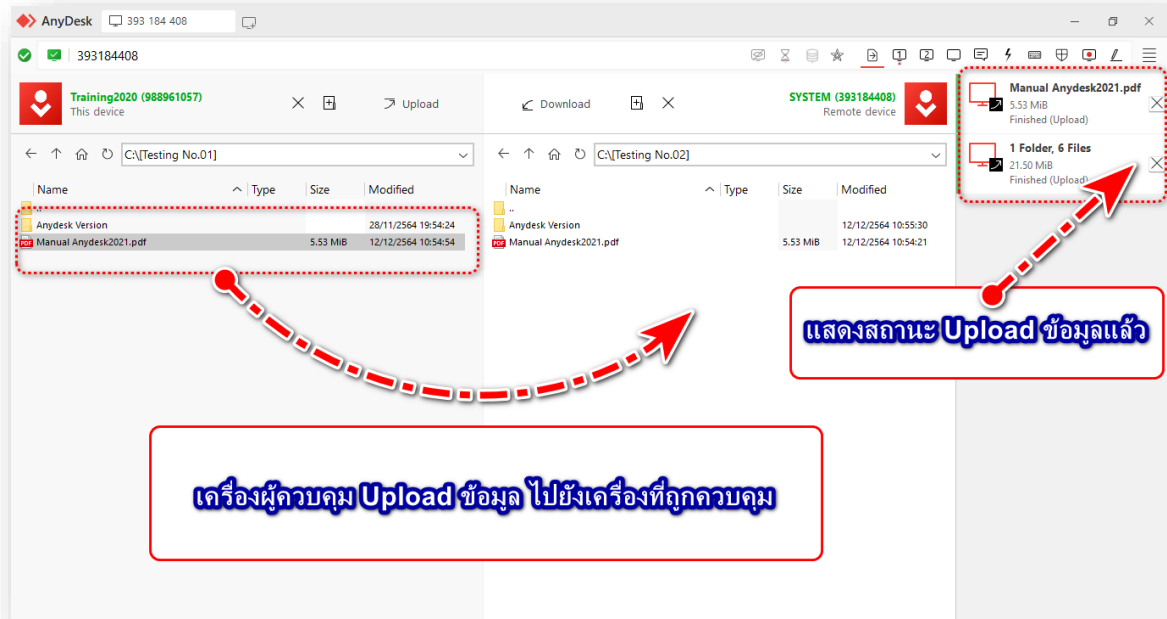 AnyDesk 393 184 408
393184408
Training2020 (988961057)
This device
Upload
Download
SYSTEM (393184408)
Remote device
Manual Anydesk2021.pdf
5.53 MiB
Finished (Upload)
1 Folder, 6 Files
21.50 MiB
Finished (Upload)
C:\[Testing No.01]
C:\[Testing No.02]
Name Type Size Modified
Name Type Size Modified
..
Anydesk Version 28/11/2564 19:54:24
Manual Anydesk2021.pdf 5.53 MiB 12/12/2564 10:54:54
..
Anydesk Version 12/12/2564 10:55:30
Manual Anydesk2021.pdf 5.53 MiB 12/12/2564 10:54:21
แสดงสถานะ Upload ข้อมูลแล้ว
เครื่องผู้ควบคุม Upload ข้อมูล ไปยังเครื่องที่ถูกควบคุม